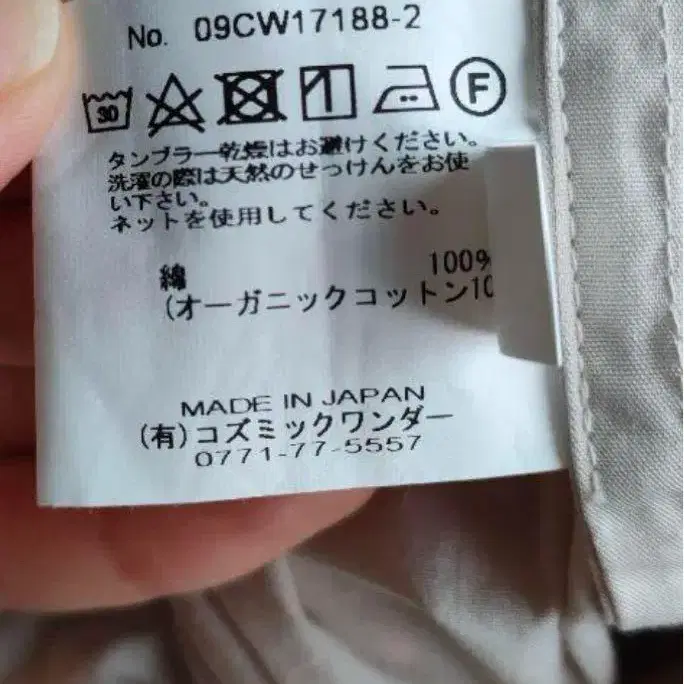 No. 09CW17188-2
30 F
タンブラー乾燥はお避けください。
洗濯の際は天然のせっけんをお使
い下さい。
ネットを使用してください。
綿 100%
(オーガニックコットン10
MADE IN JAPAN
(有)コズミックワンダー
0771-77-5557